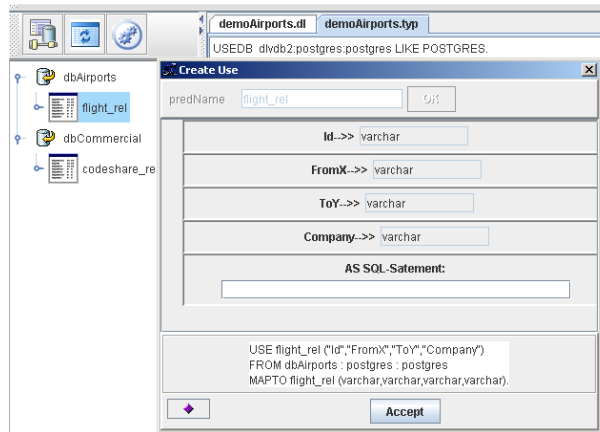 demoAirports.dl demoAirports.typ
USEDB dlvdb2:postgres:postgres LIKE POSTGRES.
dbAirports
flight_rel
dbCommercial
codeshare_re
Create Use
predName flight_rel OK
Id-->> varchar
FromX-->> varchar
ToY-->> varchar
Company-->> varchar
AS SQL-Satement:
USE flight_rel ("Id","FromX","ToY","Company")
FROM dbAirports : postgres : postgres
MAPTO flight_rel (varchar,varchar,varchar,varchar).
Accept